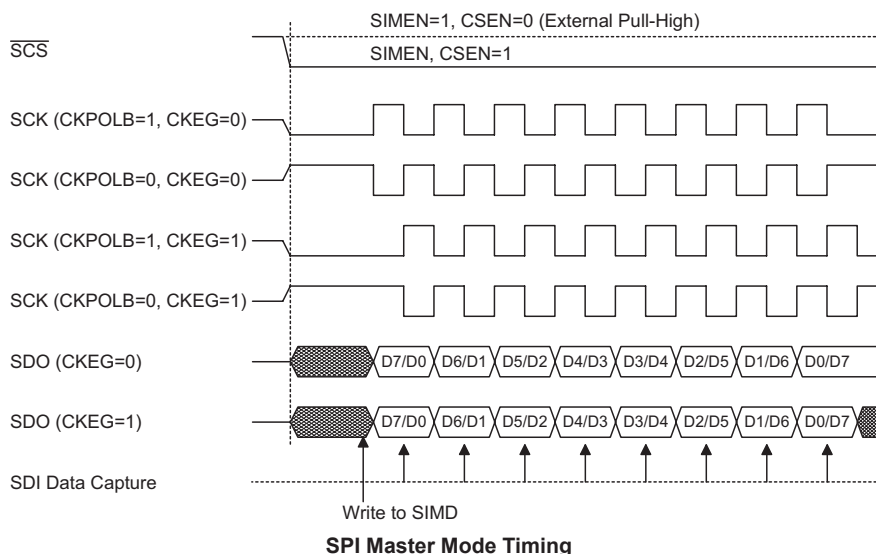 SIMEN=1, CSEN=0 (External Pull-High)
SCS
SIMEN, CSEN=1
SCK (CKPOLB=1, CKEG=0)
SCK (CKPOLB=0, CKEG=0)
SCK (CKPOLB=1, CKEG=1)
SCK (CKPOLB=0, CKEG=1)
SDO (CKEG=0) D7/D0 D6/D1 D5/D2 D4/D3 D3/D4 D2/D5 D1/D6 D0/D7
SDO (CKEG=1) D7/D0 D6/D1 D5/D2 D4/D3 D3/D4 D2/D5 D1/D6 D0/D7
SDI Data Capture
Write to SIMD
SPI Master Mode Timing